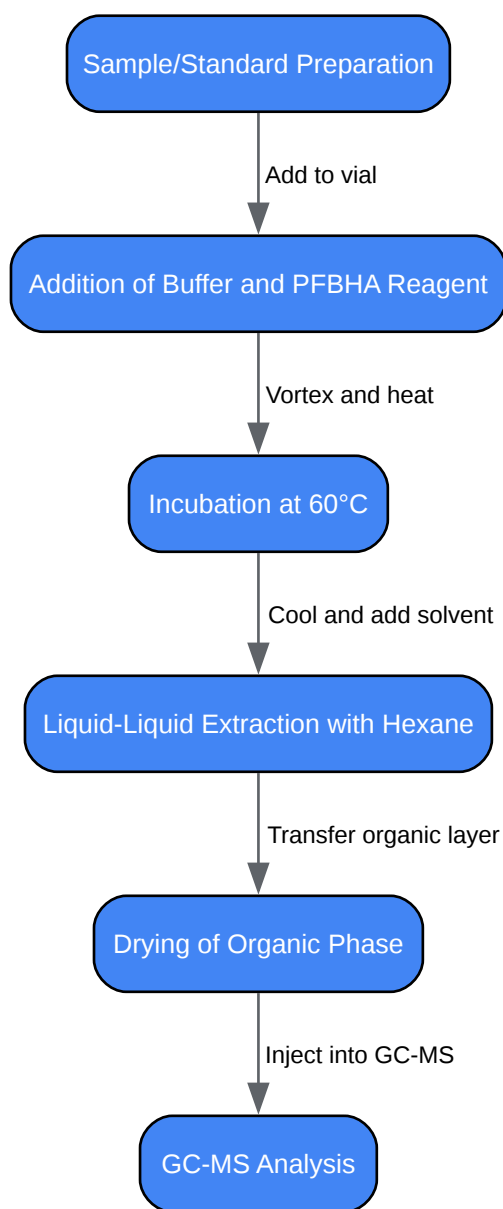 Sample/Standard Preparation
Add to vial
Addition of Buffer and PFBHA Reagent
Vortex and heat
Incubation at 60°C
Cool and add solvent
Liquid-Liquid Extraction with Hexane
Transfer organic layer
Drying of Organic Phase
Inject into GC-MS
GC-MS Analysis